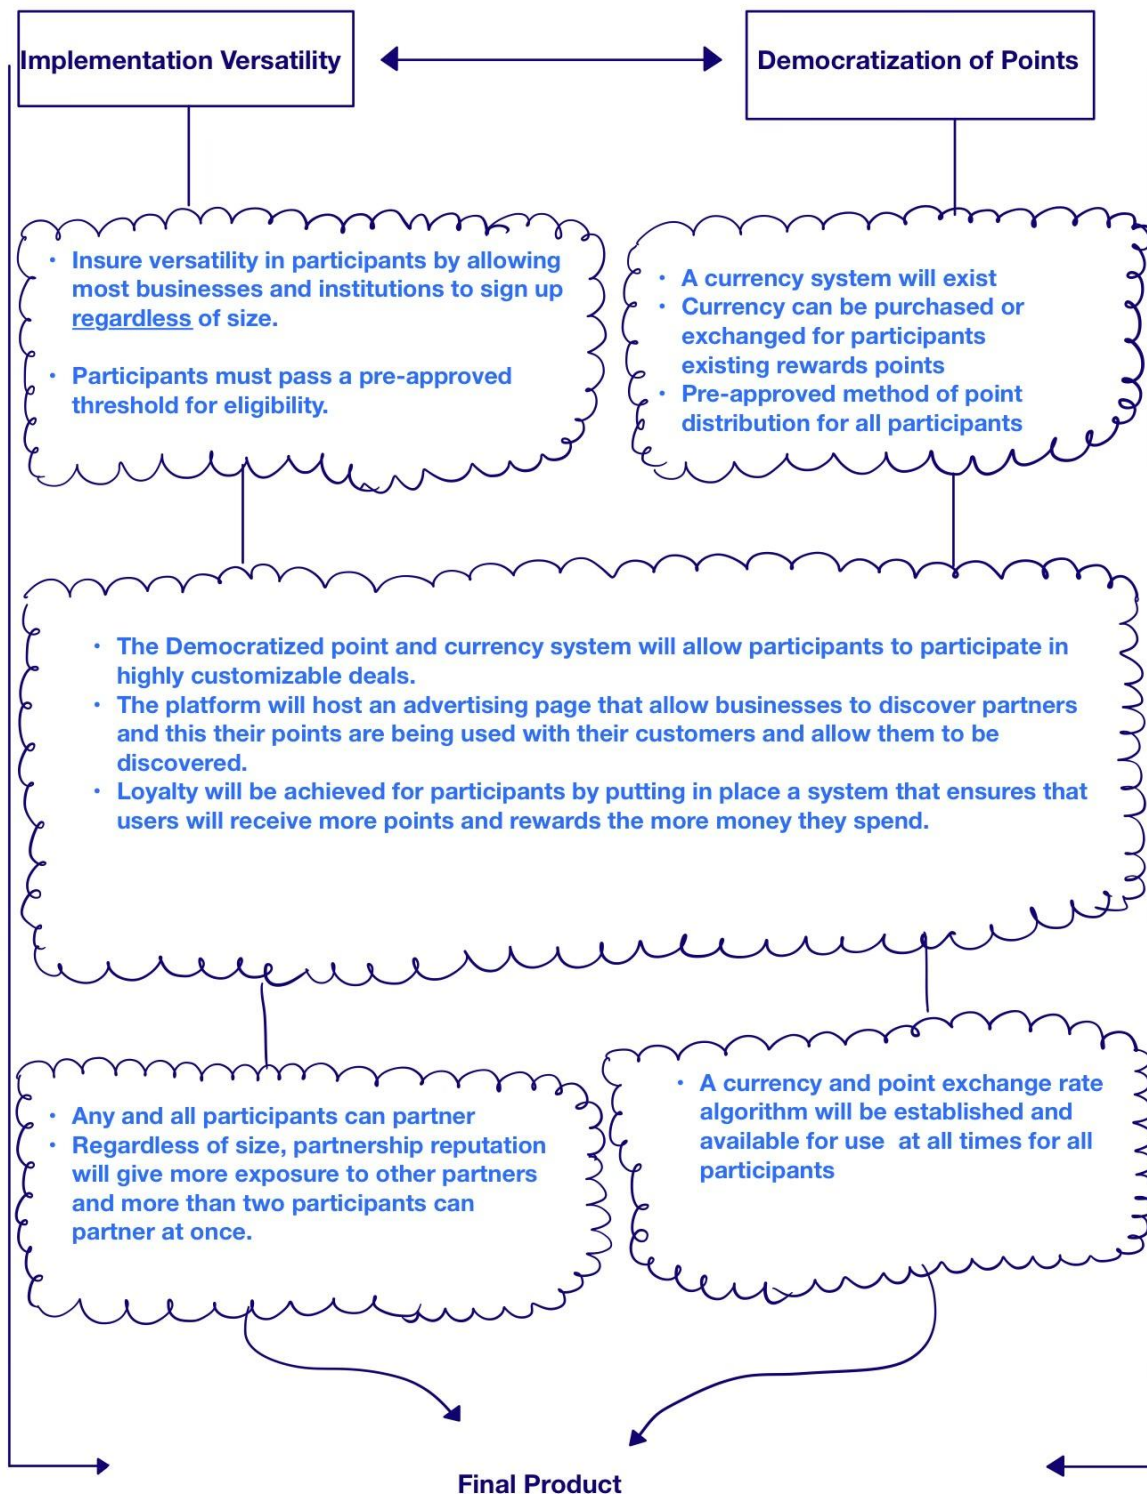 Implementation Versatility
Democratization of Points
• Insure versatility in participants by allowing
most businesses and institutions to sign up
regardless of size.
• Participants must pass a pre-approved
threshold for eligibility.
• A currency system will exist
• Currency can be purchased or
exchanged for participants
existing rewards points
• Pre-approved method of point
distribution for all participants
• The Democratized point and currency system will allow participants to participate in
highly customizable deals.
• The platform will host an advertising page that allow businesses to discover partners
and this their points are being used with their customers and allow them to be
discovered.
• Loyalty will be achieved for participants by putting in place a system that ensures that
users will receive more points and rewards the more money they spend.
• Any and all participants can partner
• Regardless of size, partnership reputation
will give more exposure to other partners
and more than two participants can
partner at once.
• A currency and point exchange rate
algorithm will be established and
available for use at all times for all
participants
Final Product